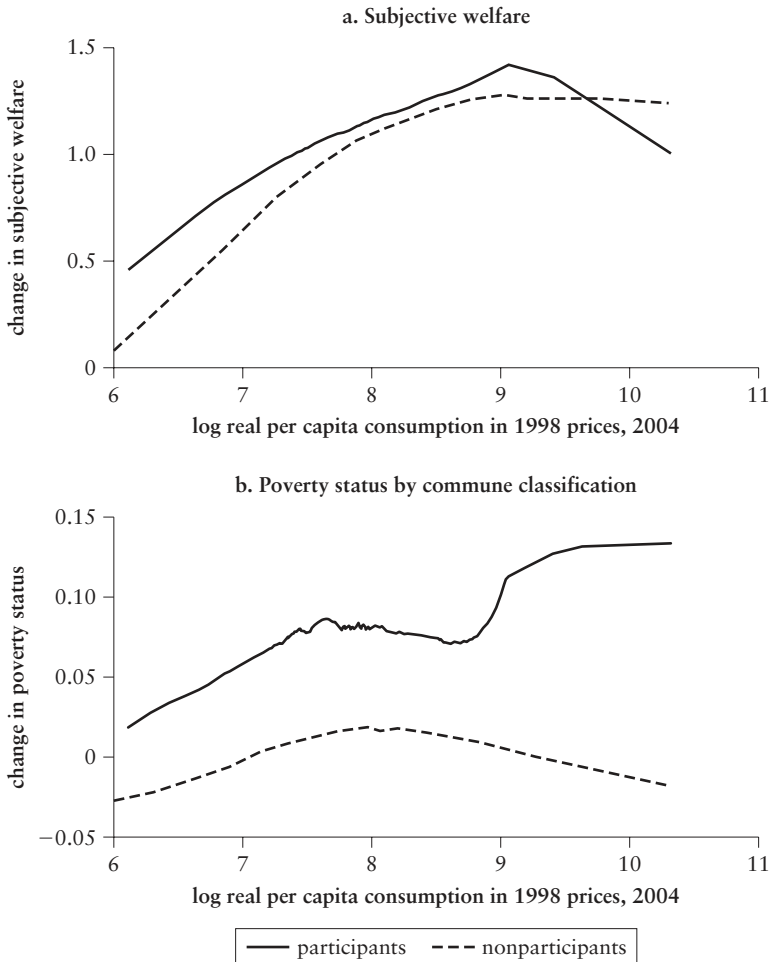 a. Subjective welfare
change in subjective welfare
1.5
1.0
0.5
0
6 7 8 9 10 11
log real per capita consumption in 1998 prices, 2004
b. Poverty status by commune classification
change in poverty status
0.15
0.10
0.05
0
−0.05
6 7 8 9 10 11
log real per capita consumption in 1998 prices, 2004
participants nonparticipants